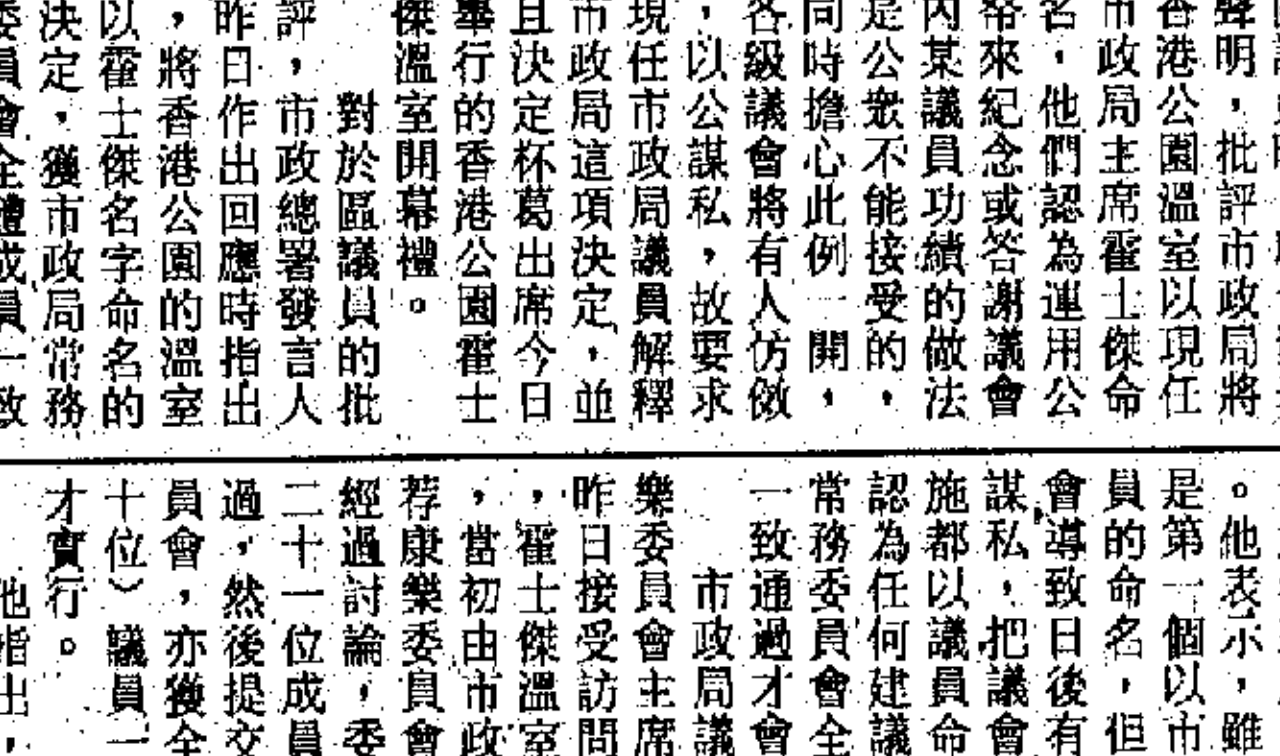 聲明，批評市政局將
香港公園溫室以現任
市政局主席霍士傑命
名，他們認為運用公
帑來紀念或答謝議會
內某議員功績的做法
是公眾不能接受的，
同時擔心此例一開，
各級議會將有人仿傚
，以公謀私，故要求
現任市政局議員解釋
市政局這項決定，並
且決定杯葛出席今日
舉行的香港公園霍士
傑溫室開幕禮。
對於區議員的批
評，市政總署發言人
昨日作出回應時指出
，將香港公園的溫室
以霍士傑名字命名的
決定，獲市政局常務
委員會全體成員一致
。他表示，雖
是第一個以市
員的命名，但
會導致日後有
謀私，把議會
施都以議員命
認為任何建議
常務委員會全
一致通過才會
市政局議
樂委員會主席
昨日接受訪問
，霍士傑溫室
，當初由市政
荐康樂委員會
經過討論，委
二十一位成員
過，然後提交
員會，亦獲全
十位）議員一
才實行。
他指出，